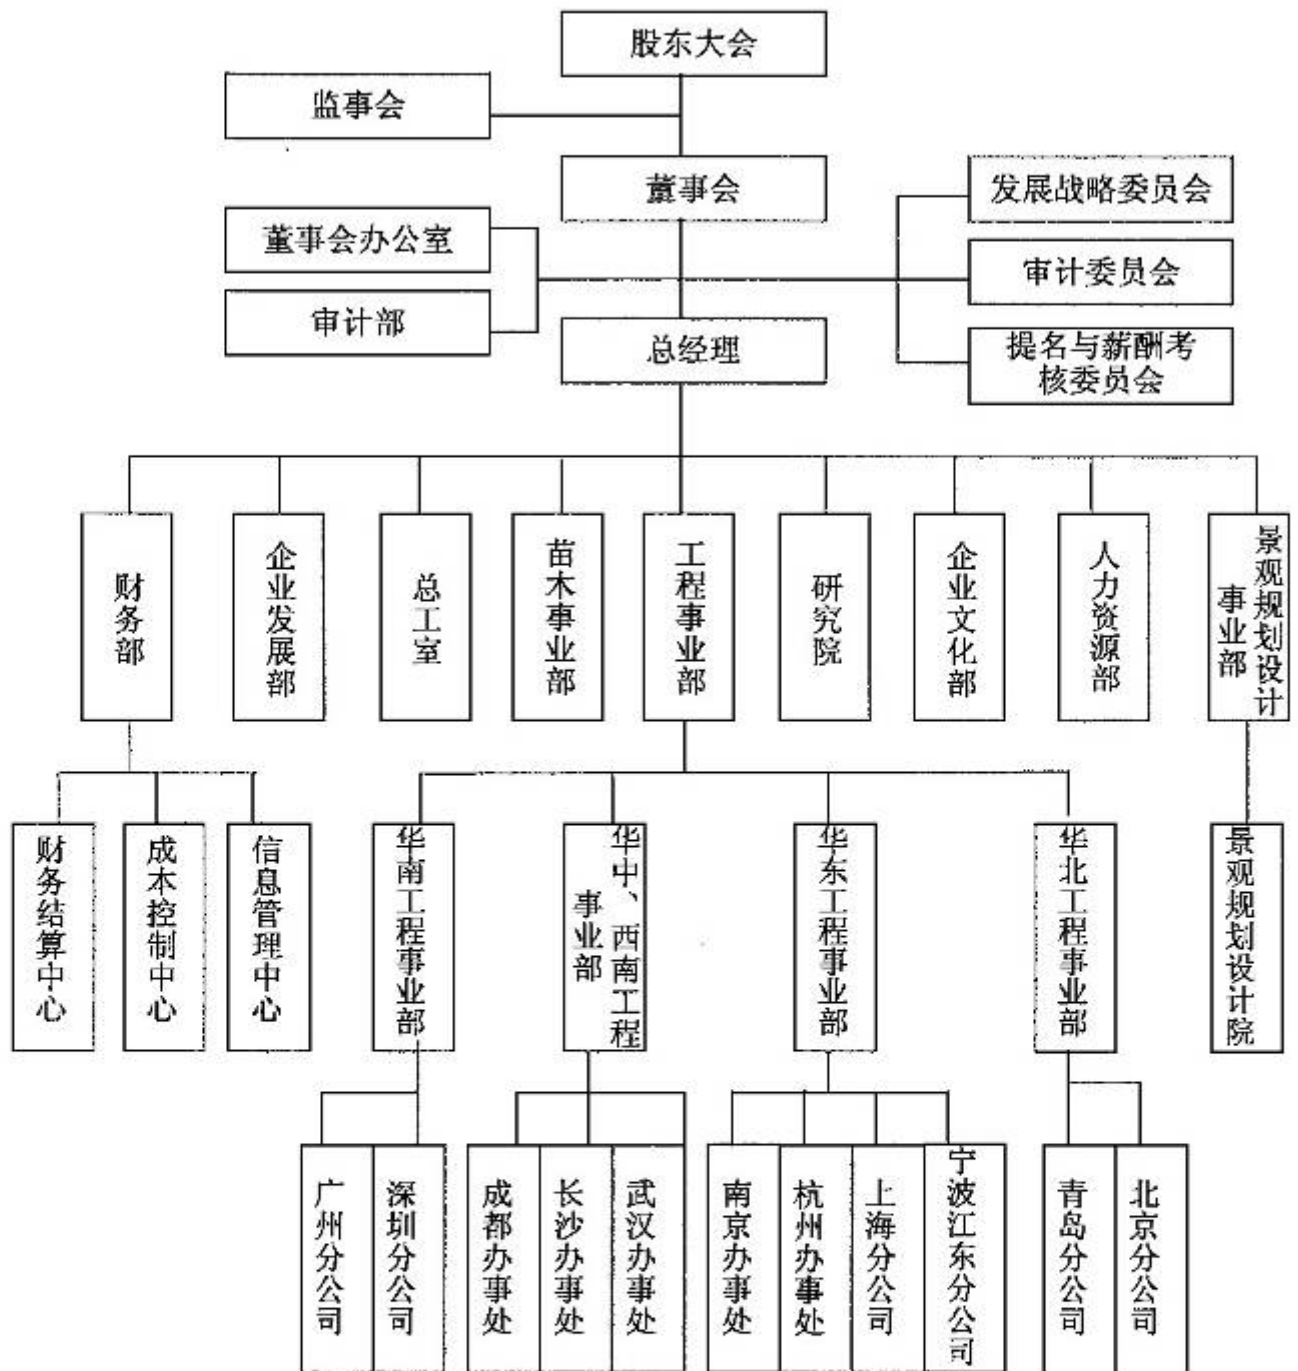 股东大会
监事会
董事会
发展战略委员会
董事会办公室
审计委员会
审计部
总经理
提名与薪酬考
核委员会
财务部
企业发展部
总工室
苗木事业部
工程事业部
研究院
企业文化部
人力资源部
景观规划设计
事业部
财务结算中心
成本控制中心
信息管理中心
华南工程事业部
华中、西南工程
事业部
华东工程事业部
华北工程事业部
景观规划设计院
广州分公司
深圳分公司
成都办事处
长沙办事处
武汉办事处
南京办事处
杭州办事处
上海分公司
宁波江东分公司
青岛分公司
北京分公司